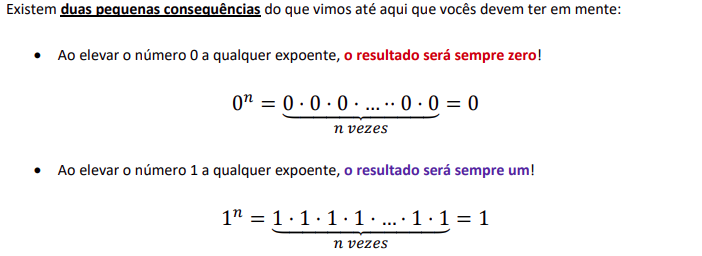 Existem duas pequenas consequências do que vimos até aqui que vocês devem ter em mente:
• Ao elevar o número 0 a qualquer expoente, o resultado será sempre zero!
0ⁿ = 0 · 0 · 0 · … ·· 0 · 0 = 0
n vezes
• Ao elevar o número 1 a qualquer expoente, o resultado será sempre um!
1ⁿ = 1 · 1 · 1 · 1 · … · 1 · 1 = 1
n vezes